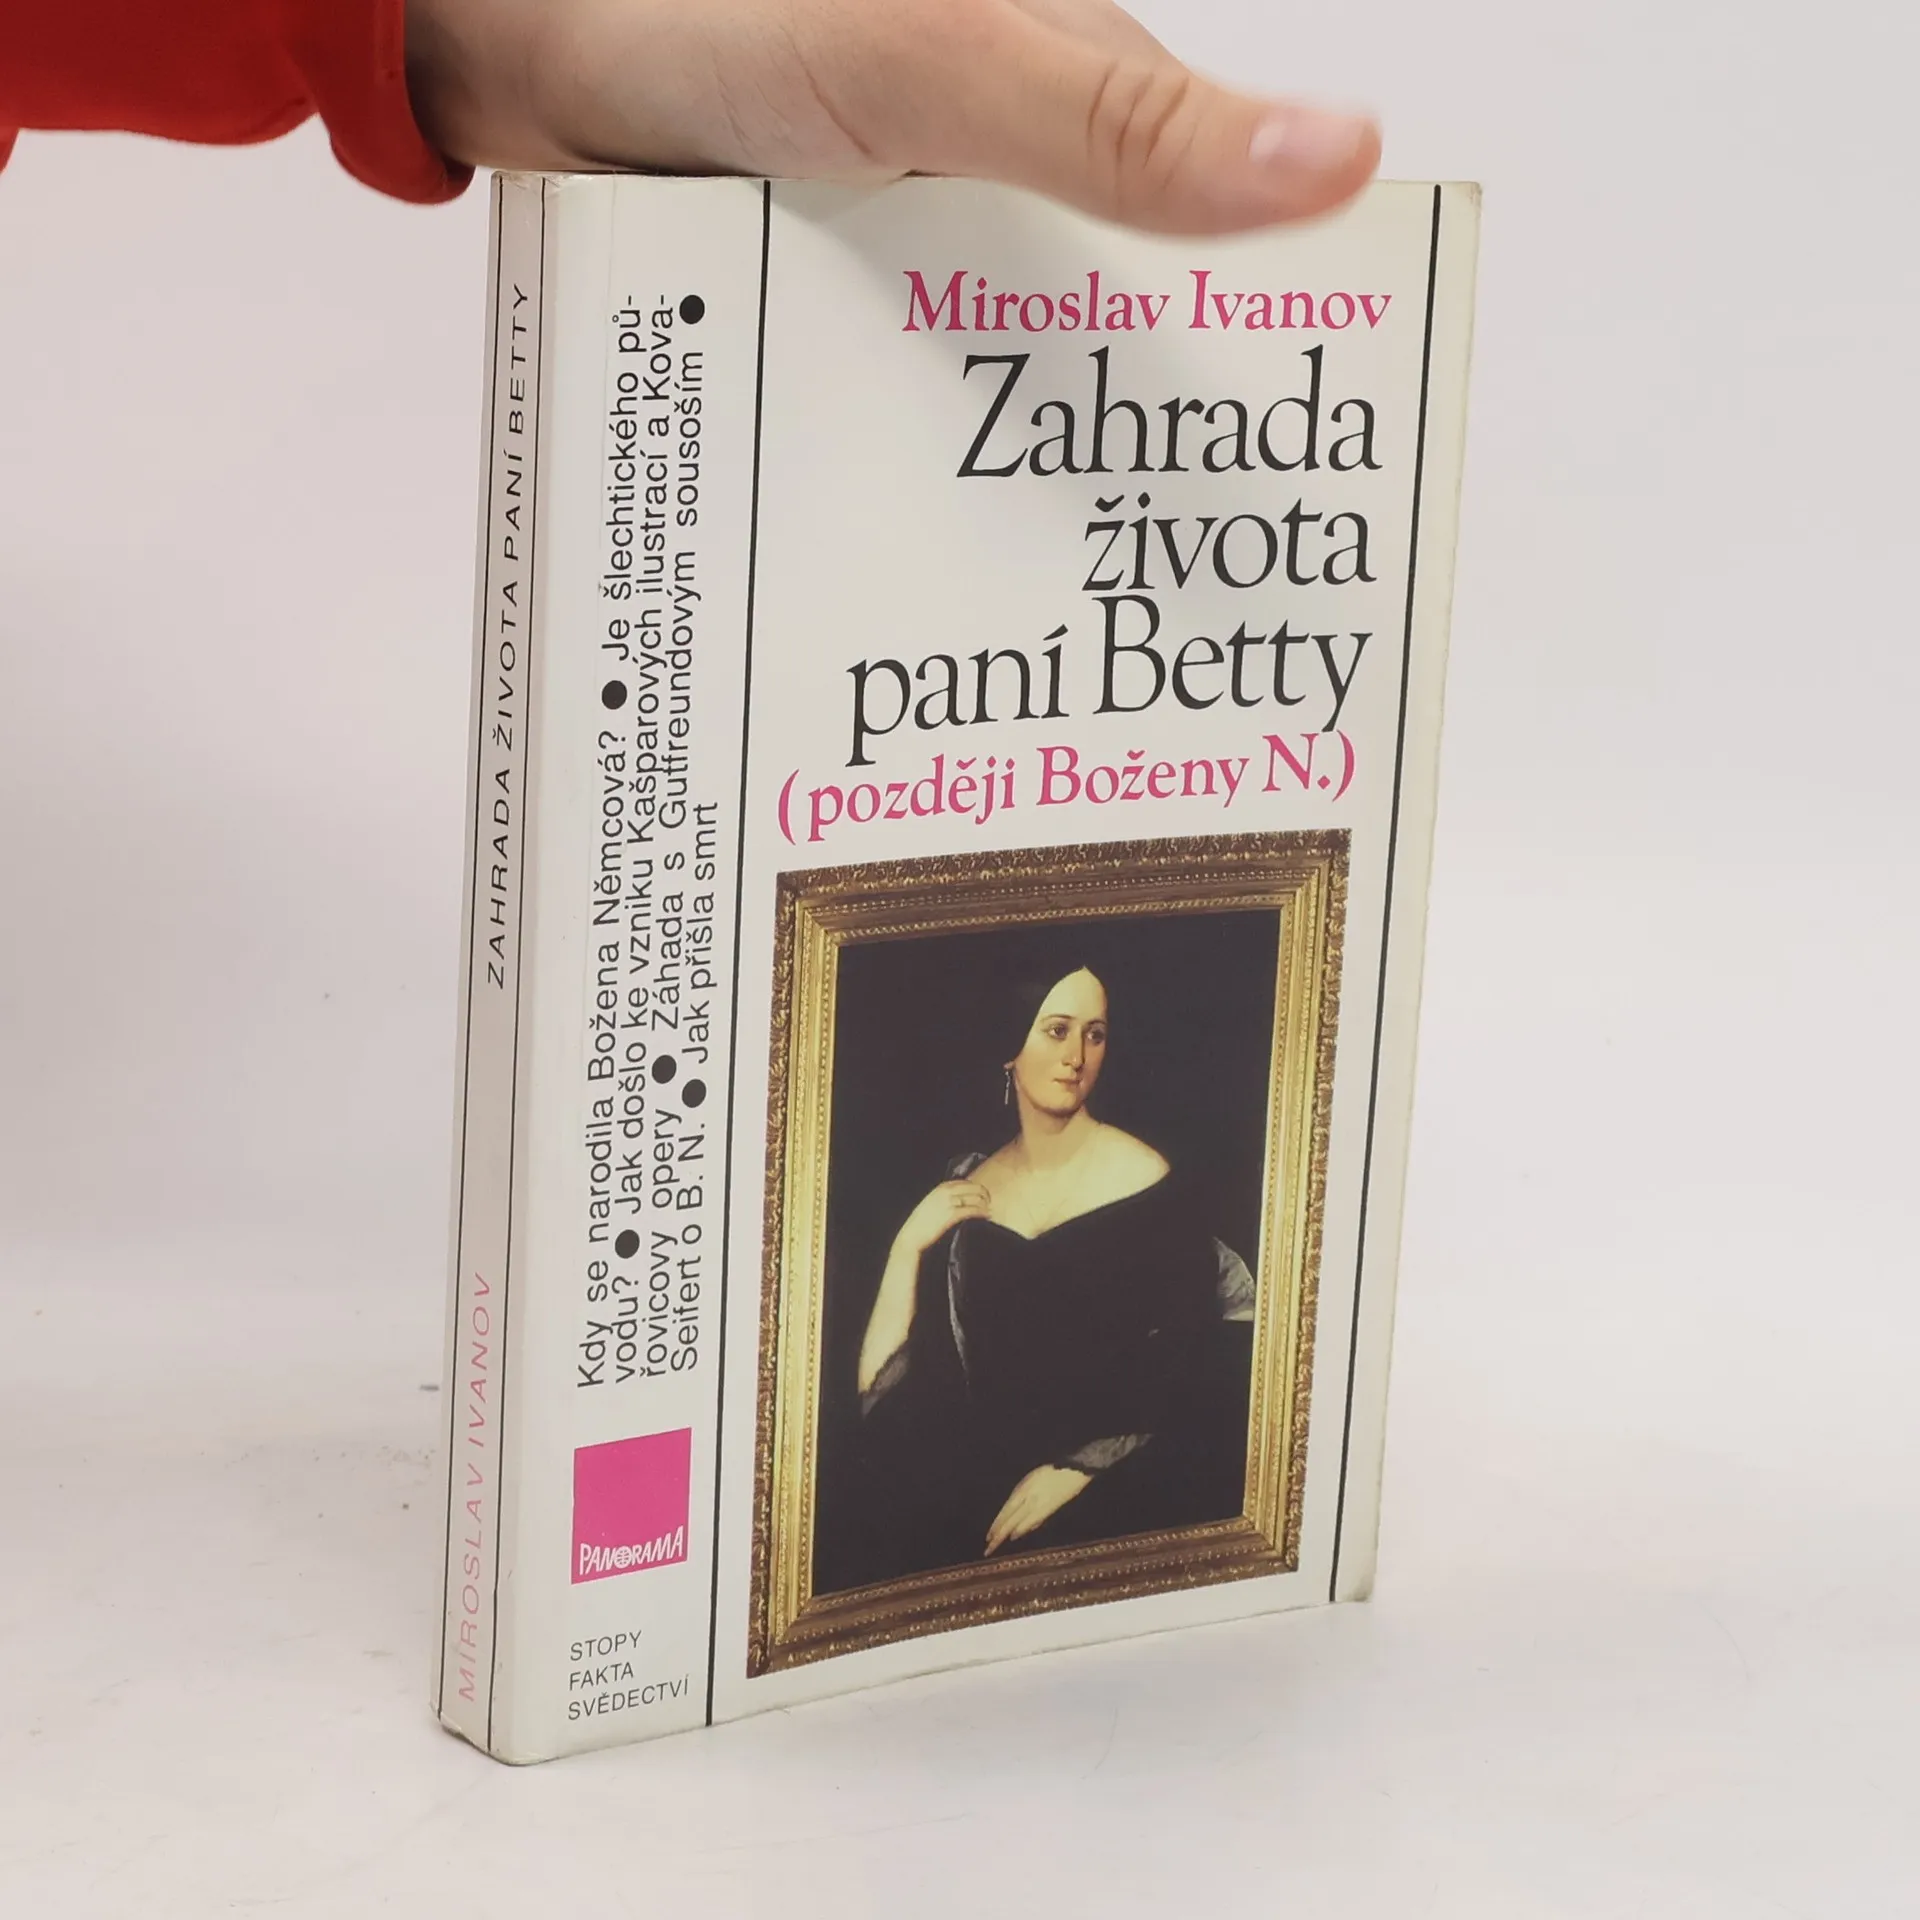 MIROSLAV IVANOV
ZAHRADA ŽIVOTA PANÍ BETTY
Kdy se narodila Božena Němcová? ● Je šlechtického pů-
vodu? ● Jak došlo ke vzniku Kašparových ilustrací a Kova-
řovicovy opery ● Záhada s Gutfreundovým sousoším ●
Seifert o B. N. ● Jak přišla smrt
PANORAMA
STOPY
FAKTA
SVĚDECTVÍ
Miroslav Ivanov
Zahrada
života
paní Betty
(později Boženy N.)